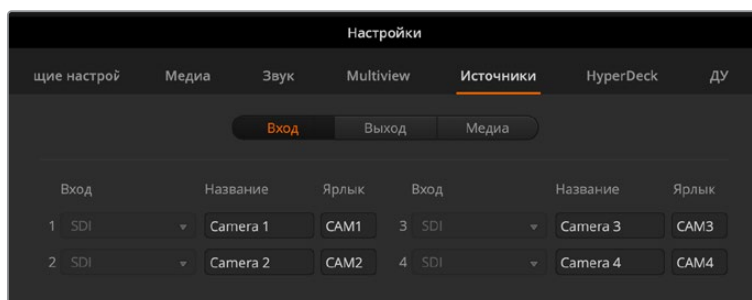 Настройки
щие настрой Медиа Звук Multiview Источники HyperDeck ДУ
Вход Выход Медиа
Вход Название Ярлык Вход Название Ярлык
1 SDI Camera 1 CAM1 3 SDI Camera 3 CAM3
2 SDI Camera 2 CAM2 4 SDI Camera 4 CAM4